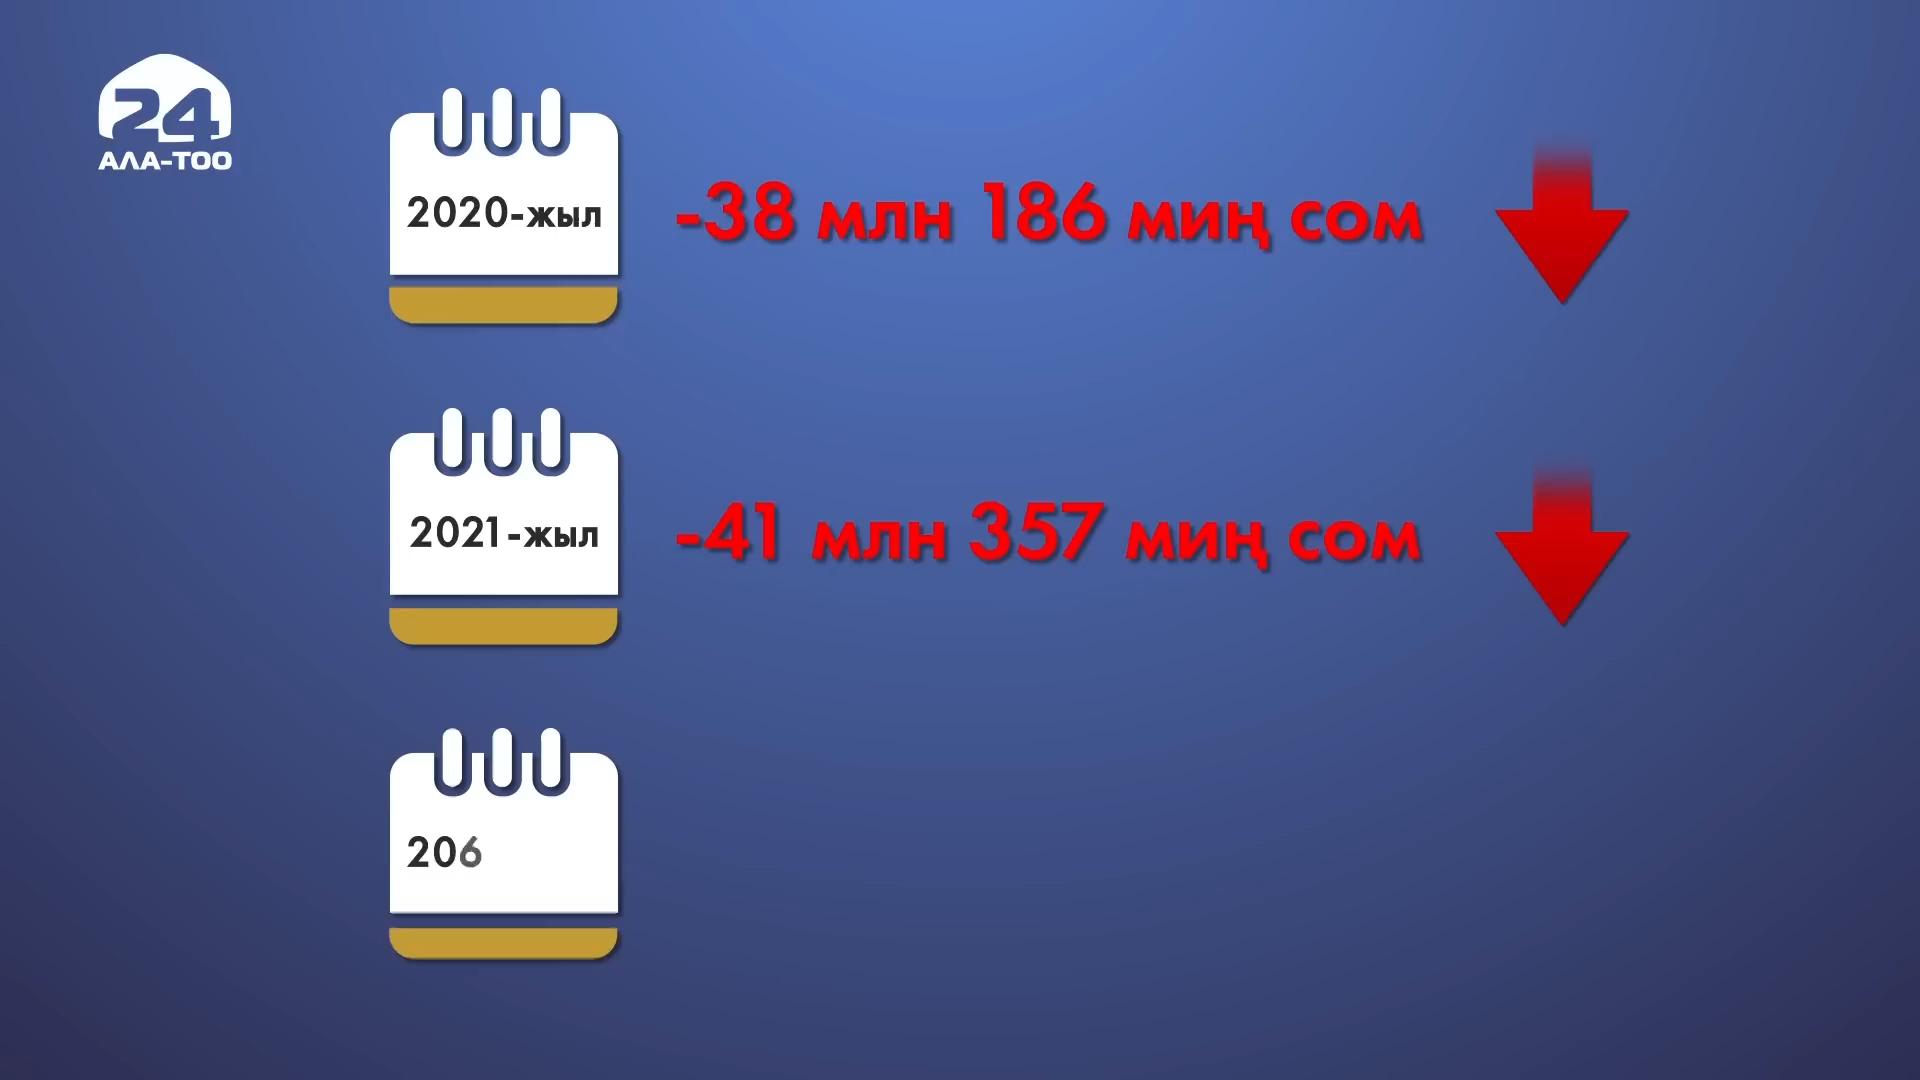 24
АЛА-ТОО
2020-жыл
-38 млн 186 миң сом
2021-жыл
-41 млн 357 миң сом
206